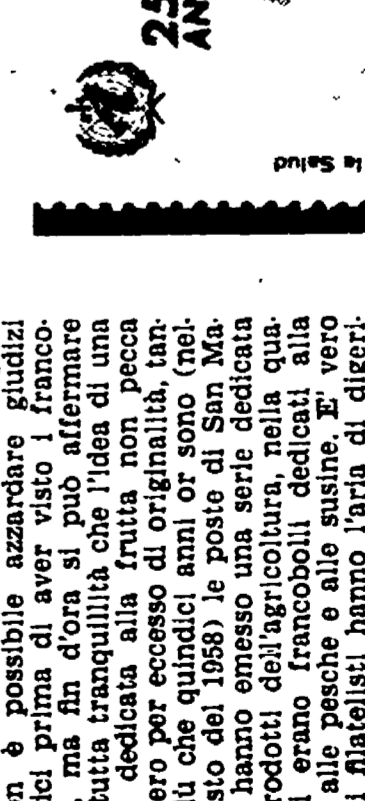 n è possibile azzardare giudizi
ici prima di aver visto i franco-
ma fin d'ora si può affermare
tutta tranquillità che l'idea di una
dedicata alla frutta non pecca
ero per eccesso di originalità, tan-
iù che quindici anni or sono (nel-
sto del 1958) le poste di San Ma-
hanno emesso una serie dedicata
rodotti dell'agricoltura, nella qua-
i erano francobolli dedicati alla
alle pesche e alle susine. E' vero
i filatelisti hanno l'aria di digeri-
25
AN
la Salud